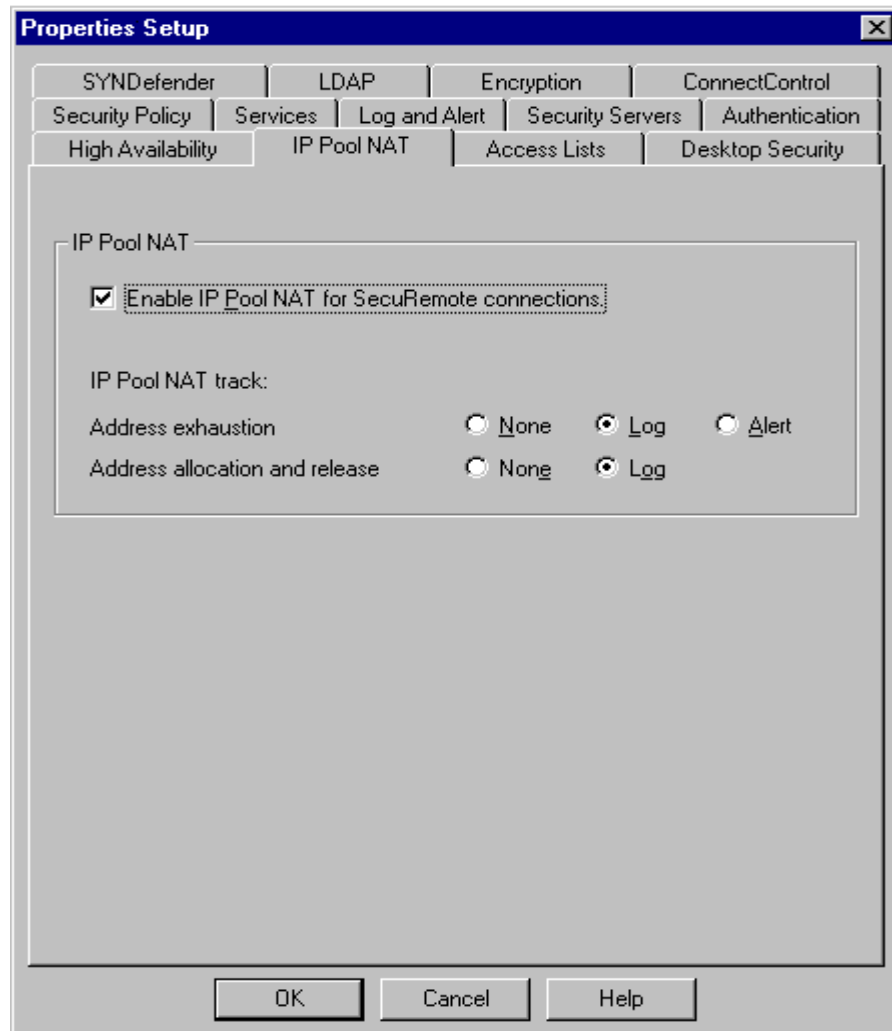 Properties Setup
SYNDefender LDAP Encryption ConnectControl
Security Policy Services Log and Alert Security Servers Authentication
High Availability IP Pool NAT Access Lists Desktop Security
IP Pool NAT
Enable IP Pool NAT for SecuRemote connections.
IP Pool NAT track:
Address exhaustion None Log Alert
Address allocation and release None Log
OK Cancel Help